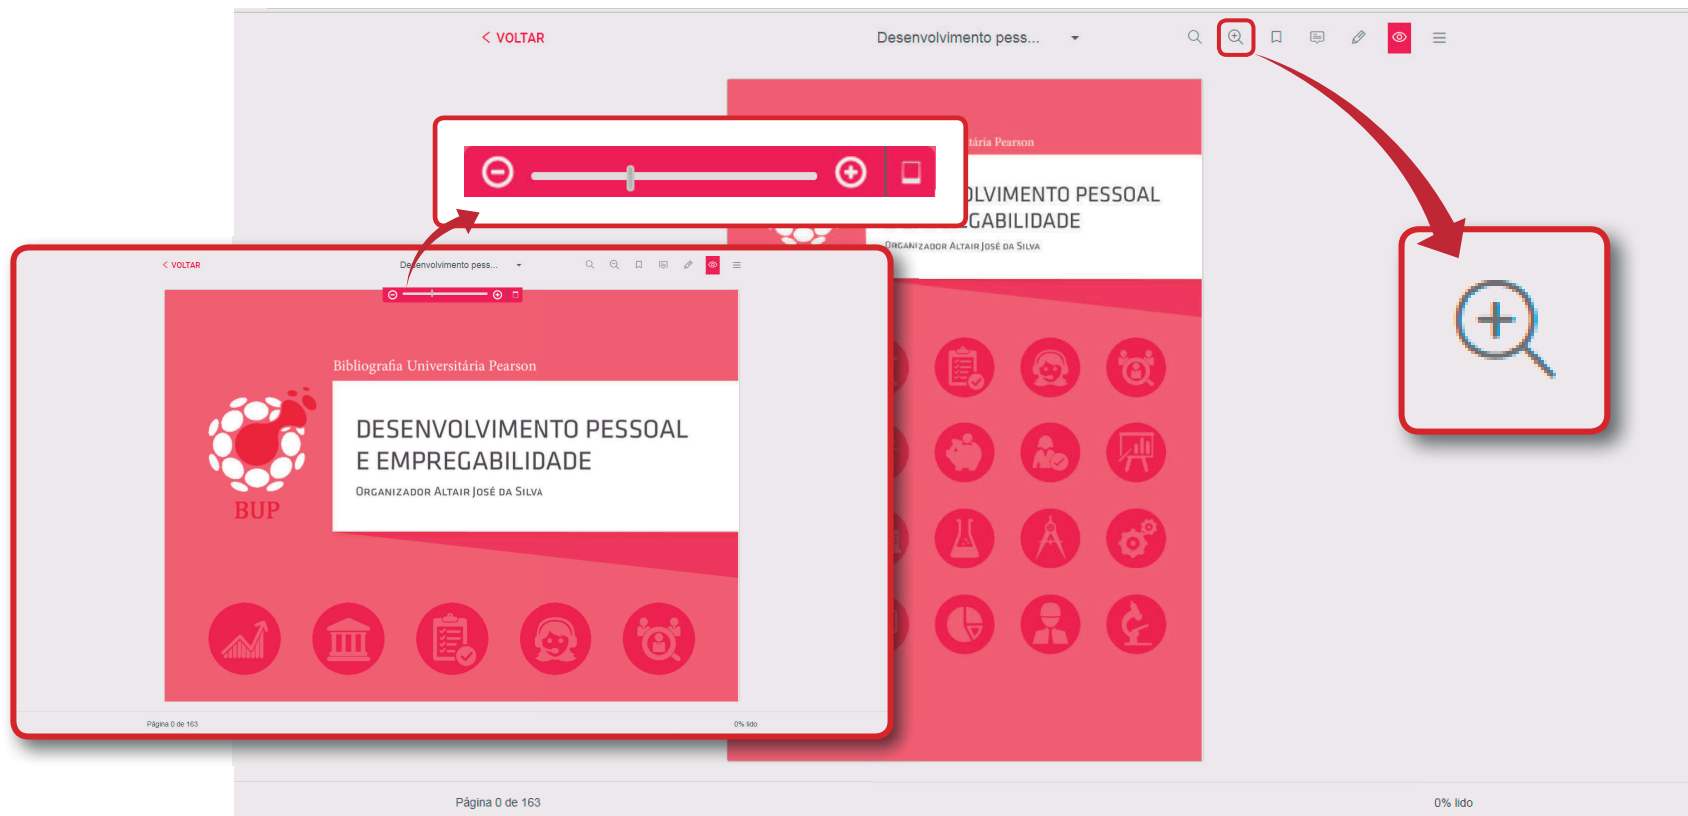 < VOLTAR
Desenvolvimento pess...
tária Pearson
OLVIMENTO PESSOAL
GABILIDADE
ORGANIZADOR ALTAIR JOSÉ DA SILVA
< VOLTAR
Desenvolvimento pess...
Bibliografia Universitária Pearson
DESENVOLVIMENTO PESSOAL
E EMPREGABILIDADE
ORGANIZADOR ALTAIR JOSÉ DA SILVA
BUP
Página 0 de 163
0% lido
Página 0 de 163
0% lido